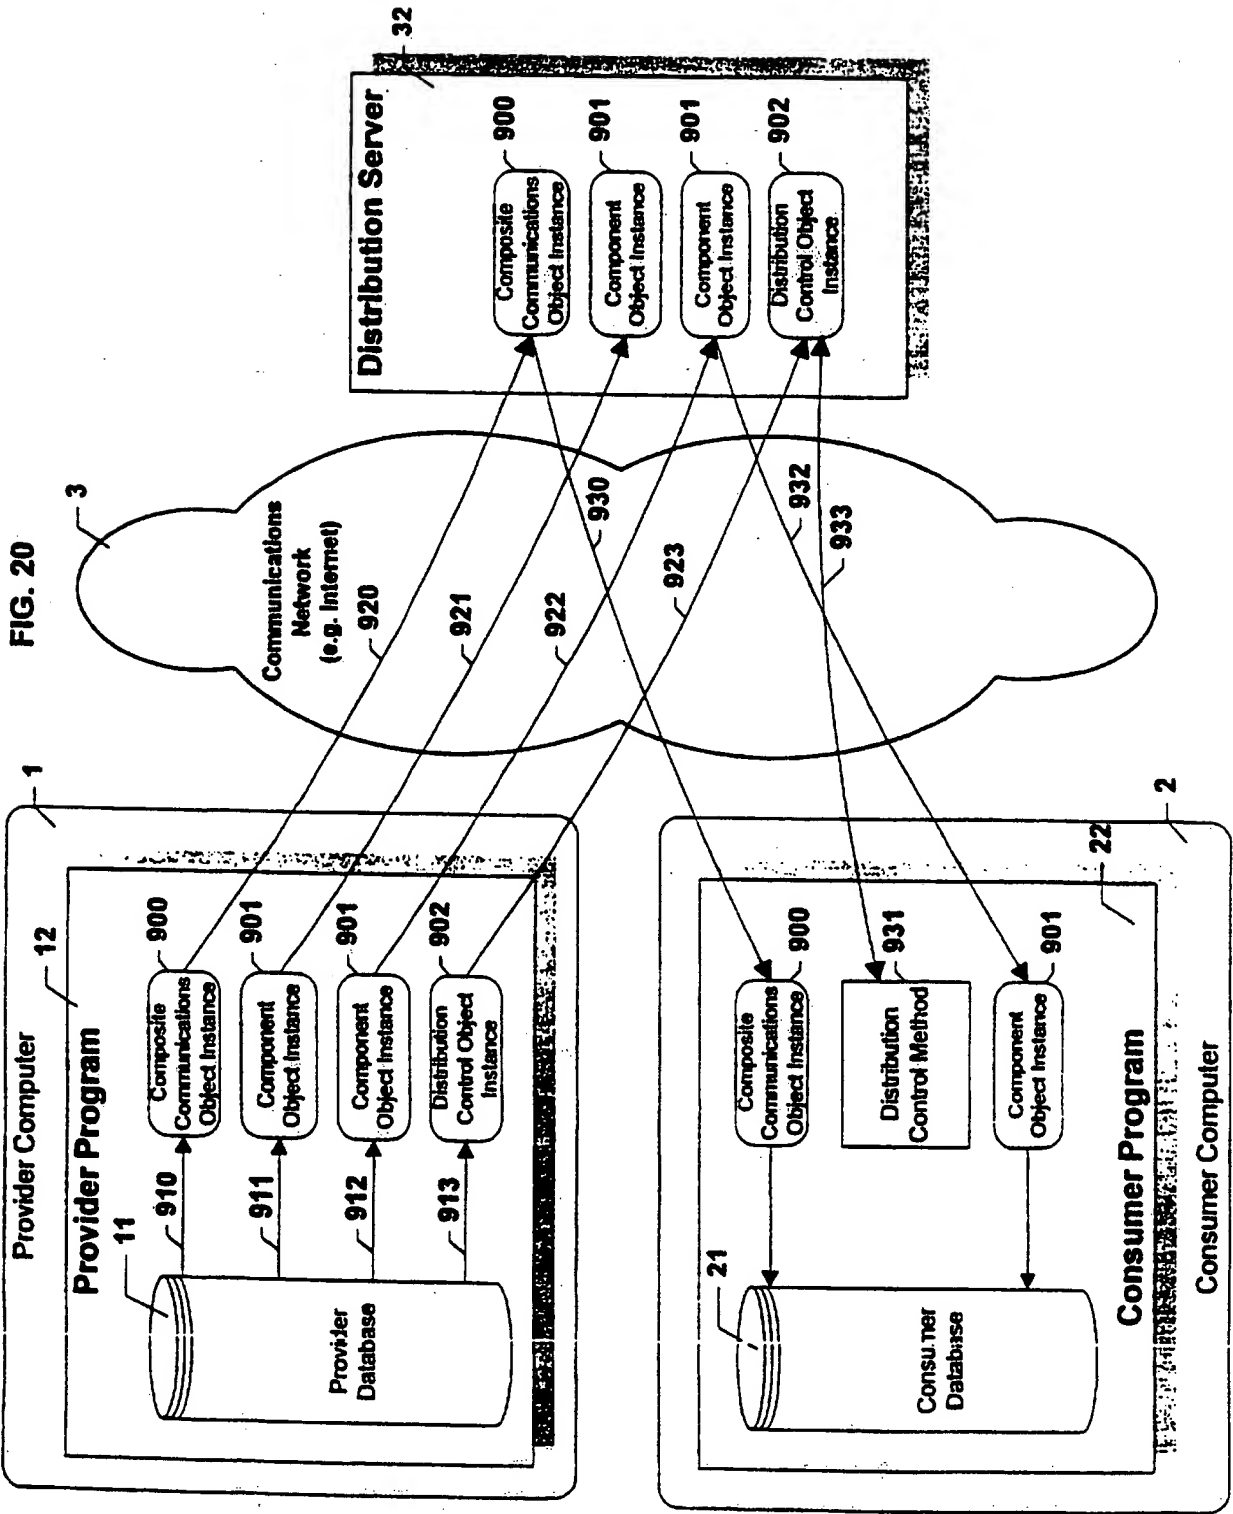 FIG. 20
Provider Computer
1
12
Provider Program
11
Provider
Database
910
911
912
913
Composite
Communications
Object Instance
900
Component
Object Instance
901
Component
Object Instance
901
Distribution
Control Object
Instance
902
3
Communications
Network
(e.g. Internet)
920
921
922
923
930
932
933
Distribution Server
32
Composite
Communications
Object Instance
900
Component
Object Instance
901
Component
Object Instance
901
Distribution
Control Object
Instance
902
21
Consumer
Database
Composite
Communications
Object Instance
900
Distribution
Control Method
931
Component
Object Instance
901
22
2
Consumer Program
Consumer Computer